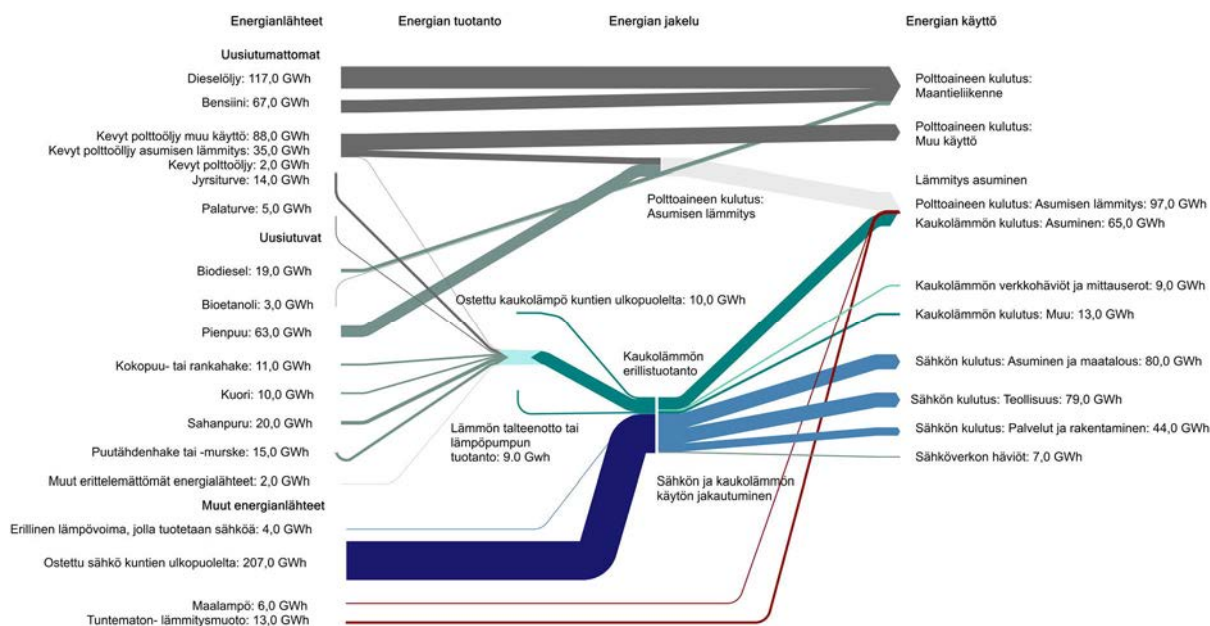 Energianlähteet
Energian tuotanto
Energian jakelu
Energian käyttö
Uusiutumattomat
Dieselöljy: 117,0 GWh
Bensiini: 67,0 GWh
Kevyt polttoöljy muu käyttö: 88,0 GWh
Kevyt polttoölljy asumisen lämmitys: 35,0 GWh
Kevyt polttoöljy: 2,0 GWh
Jyrsiturve: 14,0 GWh
Palaturve: 5,0 GWh
Uusiutuvat
Biodiesel: 19,0 GWh
Bioetanoli: 3,0 GWh
Pienpuu: 63,0 GWh
Kokopuu- tai rankahake: 11,0 GWh
Kuori: 10,0 GWh
Sahanpuru: 20,0 GWh
Puutähdenhake tai -murske: 15,0 GWh
Muut erittelemättömät energialähteet: 2,0 GWh
Muut energianlähteet
Erillinen lämpövoima, jolla tuotetaan sähköä: 4,0 GWh
Ostettu sähkö kuntien ulkopuolelta: 207,0 GWh
Maalampö: 6,0 GWh
Tuntematon- lämmitysmuoto: 13,0 GWh
Ostettu kaukolämpö kuntien ulkopuolelta: 10,0 GWh
Lämmön talteenotto tai
lämpöpumpun
tuotanto: 9.0 Gwh
Polttoaineen kulutus:
Asumisen lämmitys
Kaukolämmön
erillistuotanto
Sähkön ja kaukolämmön
käytön jakautuminen
Polttoaineen kulutus:
Maantieliikenne
Polttoaineen kulutus:
Muu käyttö
Lämmitys asuminen
Polttoaineen kulutus: Asumisen lämmitys: 97,0 GWh
Kaukolämmön kulutus: Asuminen: 65,0 GWh
Kaukolämmön verkkohäviöt ja mittauserot: 9,0 GWh
Kaukolämmön kulutus: Muu: 13,0 GWh
Sähkön kulutus: Asuminen ja maatalous: 80,0 GWh
Sähkön kulutus: Teollisuus: 79,0 GWh
Sähkön kulutus: Palvelut ja rakentaminen: 44,0 GWh
Sähköverkon häviöt: 7,0 GWh